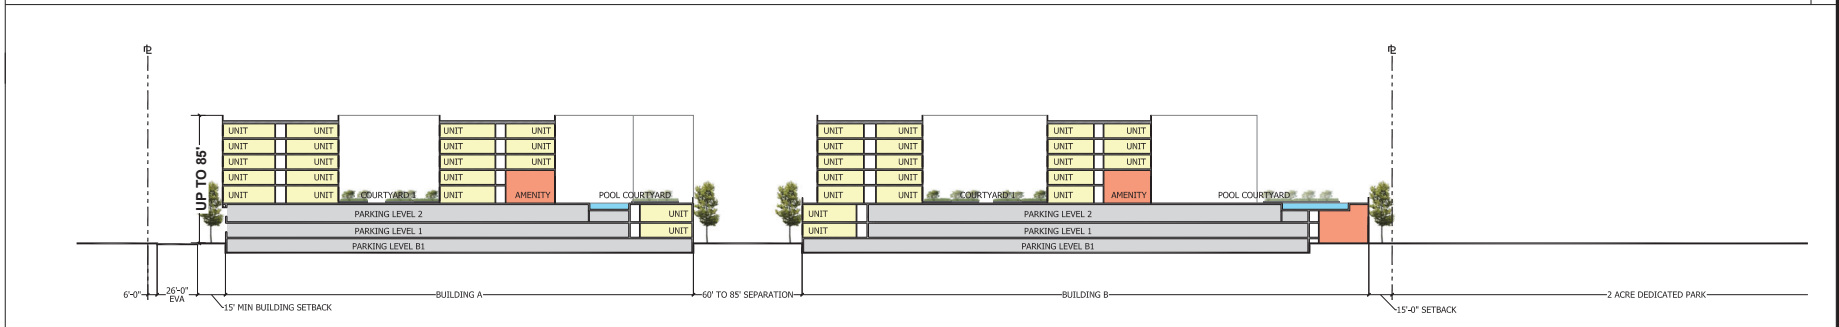 PL PL
UP TO 85'
UNIT UNIT UNIT UNIT UNIT UNIT UNIT UNIT
UNIT UNIT UNIT UNIT UNIT UNIT UNIT UNIT
UNIT UNIT UNIT UNIT UNIT UNIT UNIT UNIT
UNIT UNIT UNIT UNIT UNIT UNIT
UNIT UNIT COURTYARD 1 UNIT AMENITY POOL COURTYARD UNIT UNIT COURTYARD 1 UNIT AMENITY POOL COURTYARD
PARKING LEVEL 2 UNIT UNIT PARKING LEVEL 2
PARKING LEVEL 1 UNIT UNIT PARKING LEVEL 1
PARKING LEVEL B1 PARKING LEVEL B1
6'-0" 26'-0" BUILDING A 60' TO 85' SEPARATION BUILDING B 2 ACRE DEDICATED PARK
EVA
15' MIN BUILDING SETBACK 15'-0" SETBACK